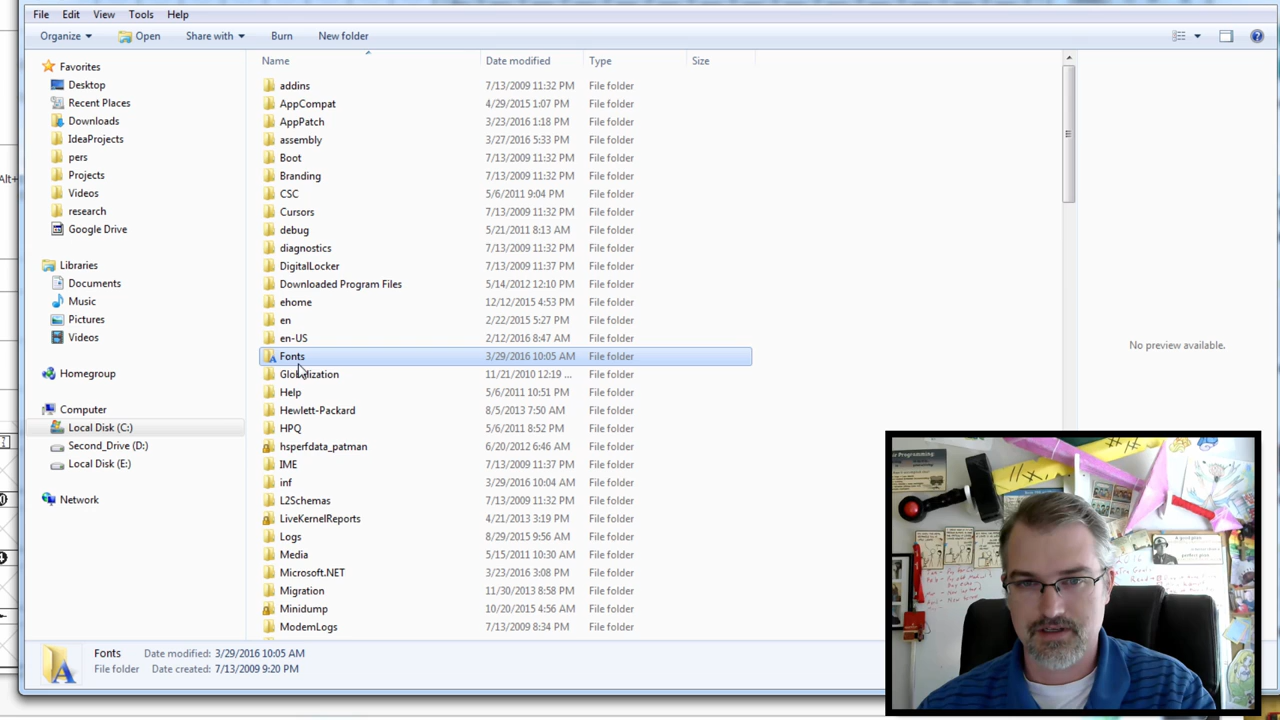 File Edit View Tools Help
Organize Open Share with Burn New folder
Name Date modified Type Size
Favorites
Desktop
Recent Places
Downloads
IdeaProjects
pers
Projects
Videos
research
Google Drive
Libraries
Documents
Music
Pictures
Videos
Homegroup
Computer
Local Disk (C:)
Second_Drive (D:)
Local Disk (E:)
Network
Alt+
addins 7/13/2009 11:32 PM File folder
AppCompat 4/29/2015 1:07 PM File folder
AppPatch 3/23/2016 1:18 PM File folder
assembly 3/27/2016 5:33 PM File folder
Boot 7/13/2009 11:32 PM File folder
Branding 7/13/2009 11:32 PM File folder
CSC 5/6/2011 9:04 PM File folder
Cursors 7/13/2009 11:32 PM File folder
debug 5/21/2011 8:13 AM File folder
diagnostics 7/13/2009 11:32 PM File folder
DigitalLocker 7/13/2009 11:37 PM File folder
Downloaded Program Files 5/14/2012 12:10 PM File folder
ehome 12/12/2015 4:53 PM File folder
en 2/22/2015 5:27 PM File folder
en-US 2/12/2016 8:47 AM File folder
Fonts 3/29/2016 10:05 AM File folder
Globalization 11/21/2010 12:19 ... File folder
Help 5/6/2011 10:51 PM File folder
Hewlett-Packard 8/5/2013 7:50 AM File folder
HPQ 5/6/2011 8:52 PM File folder
hsperfdata_patman 6/20/2012 6:46 AM File folder
IME 7/13/2009 11:37 PM File folder
inf 3/29/2016 10:04 AM File folder
L2Schemas 7/13/2009 11:32 PM File folder
LiveKernelReports 4/21/2013 3:19 PM File folder
Logs 8/29/2015 9:56 AM File folder
Media 5/15/2011 10:30 AM File folder
Microsoft.NET 3/23/2016 3:08 PM File folder
Migration 11/30/2013 8:58 PM File folder
Minidump 10/20/2015 4:56 AM File folder
ModemLogs 7/13/2009 8:34 PM File folder
No preview available.
Fonts Date modified: 3/29/2016 10:05 AM
File folder Date created: 7/13/2009 9:20 PM